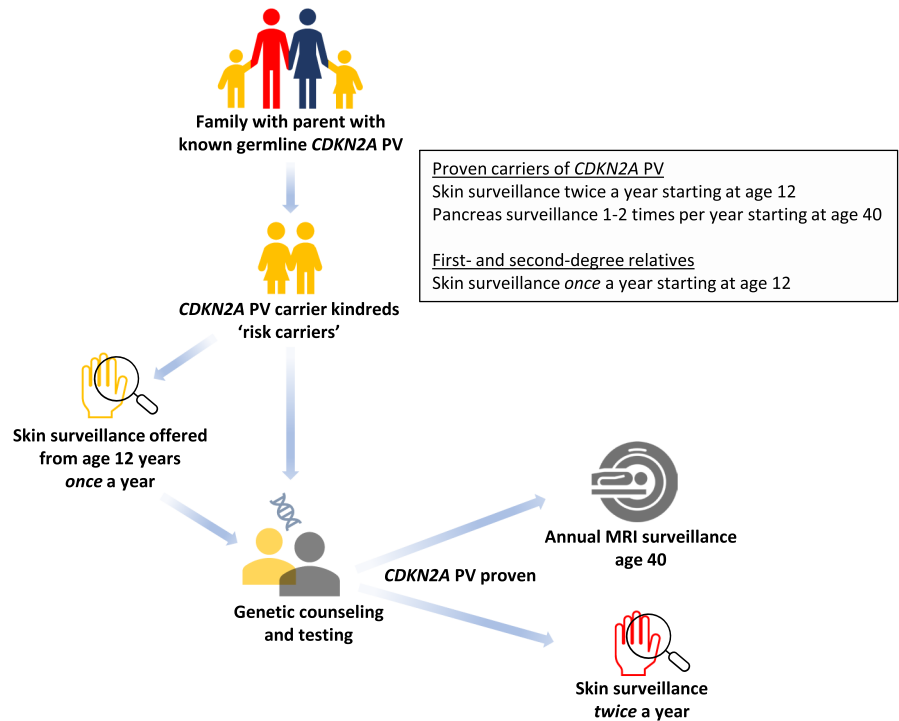 Family with parent with
known germline CDKN2A PV
Proven carriers of CDKN2A PV
Skin surveillance twice a year starting at age 12
Pancreas surveillance 1-2 times per year starting at age 40
First- and second-degree relatives
Skin surveillance once a year starting at age 12
CDKN2A PV carrier kindreds
‘risk carriers’
Skin surveillance offered
from age 12 years
once a year
Annual MRI surveillance
age 40
CDKN2A PV proven
Genetic counseling
and testing
Skin surveillance
twice a year